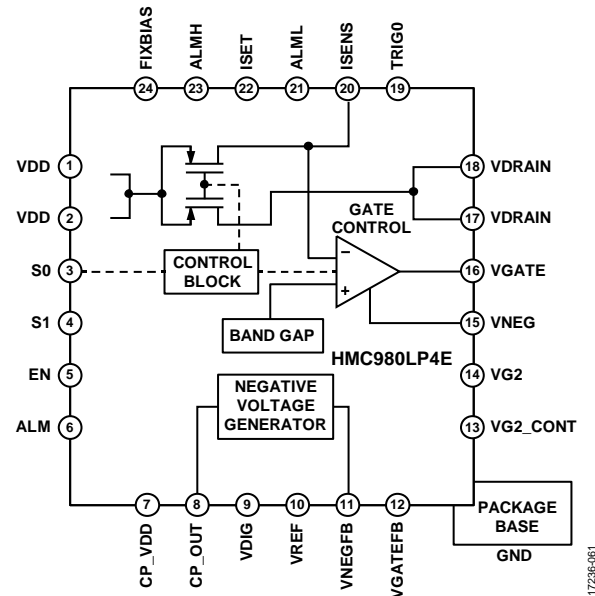 FIXBIAS
ALMH
ISET
ALML
ISENS
TRIG0
24
23
22
21
20
19
VDD
1
18
VDRAIN
VDD
2
17
VDRAIN
GATE
CONTROL
S0
3
CONTROL
BLOCK
–
+
16
VGATE
S1
4
BAND GAP
15
VNEG
HMC980LP4E
EN
5
14
VG2
NEGATIVE
VOLTAGE
GENERATOR
ALM
6
13
VG2_CONT
7
8
9
10
11
12
CP_VDD
CP_OUT
VDIG
VREF
VNEGFB
VGATEFB
PACKAGE
BASE
GND
17236-061